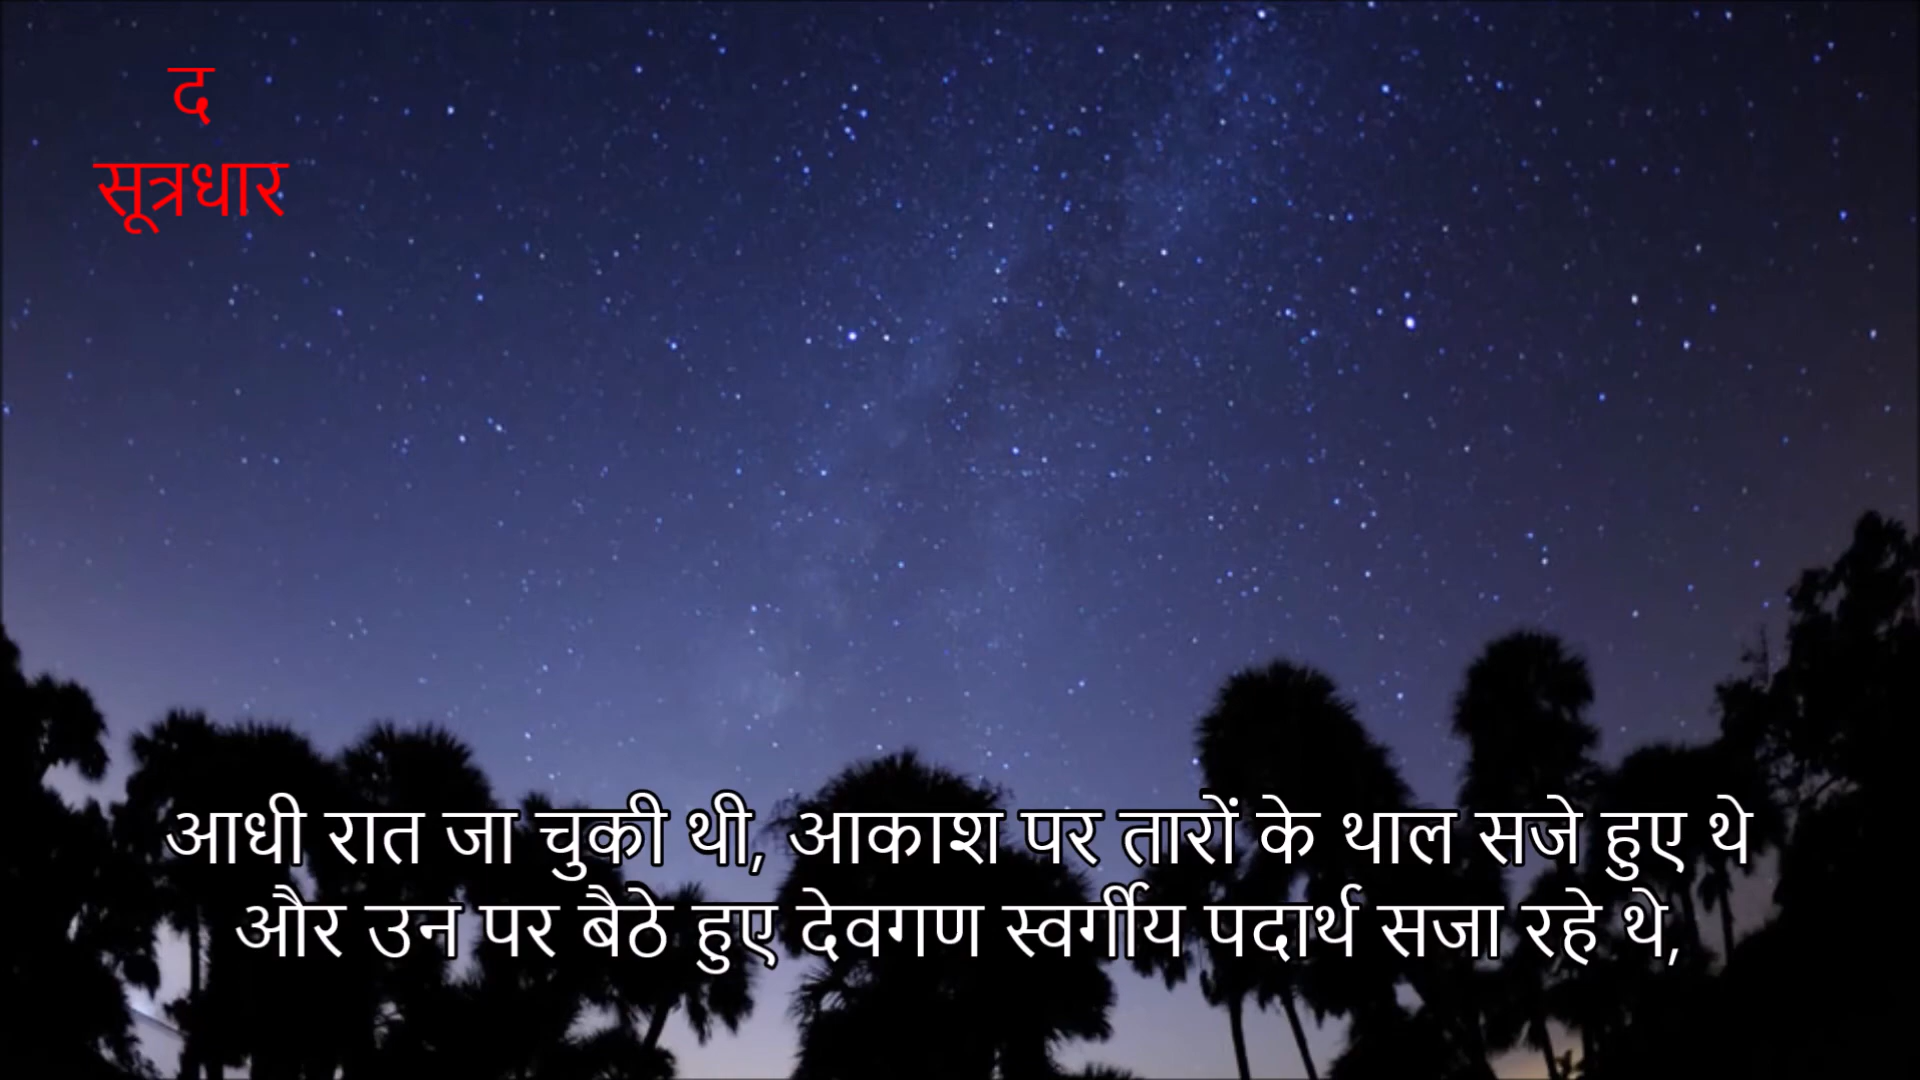 द
सूत्रधार
आधी रात जा चुकी थी, आकाश पर तारों के थाल सजे हुए थे
और उन पर बैठे हुए देवगण स्वर्गीय पदार्थ सजा रहे थे,